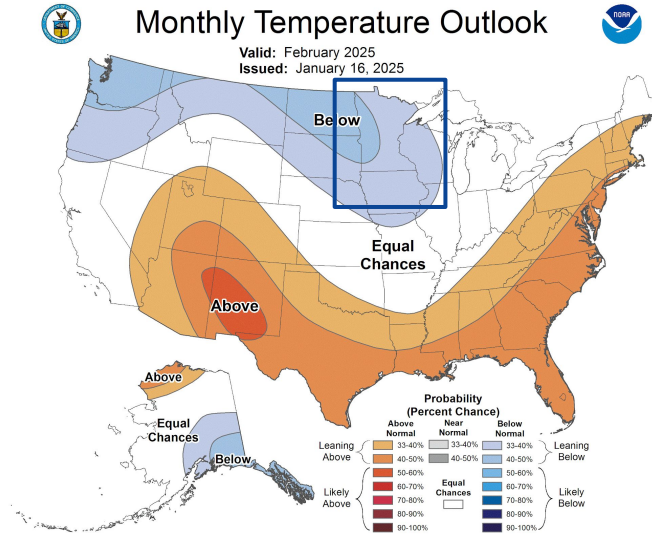 Monthly Temperature Outlook
NOAA
Valid: February 2025
Issued: January 16, 2025
Below
Equal
Chances
Above
Above
Equal
Chances
Below
Probability
(Percent Chance)
Above
Normal
Near
Normal
Below
Normal
Leaning
Above
33-40%
40-50%
50-60%
60-70%
70-80%
80-90%
90-100%
Likely
Above
33-40%
40-50%
Equal
Chances
33-40%
40-50%
50-60%
60-70%
70-80%
80-90%
90-100%
Leaning
Below
Likely
Below